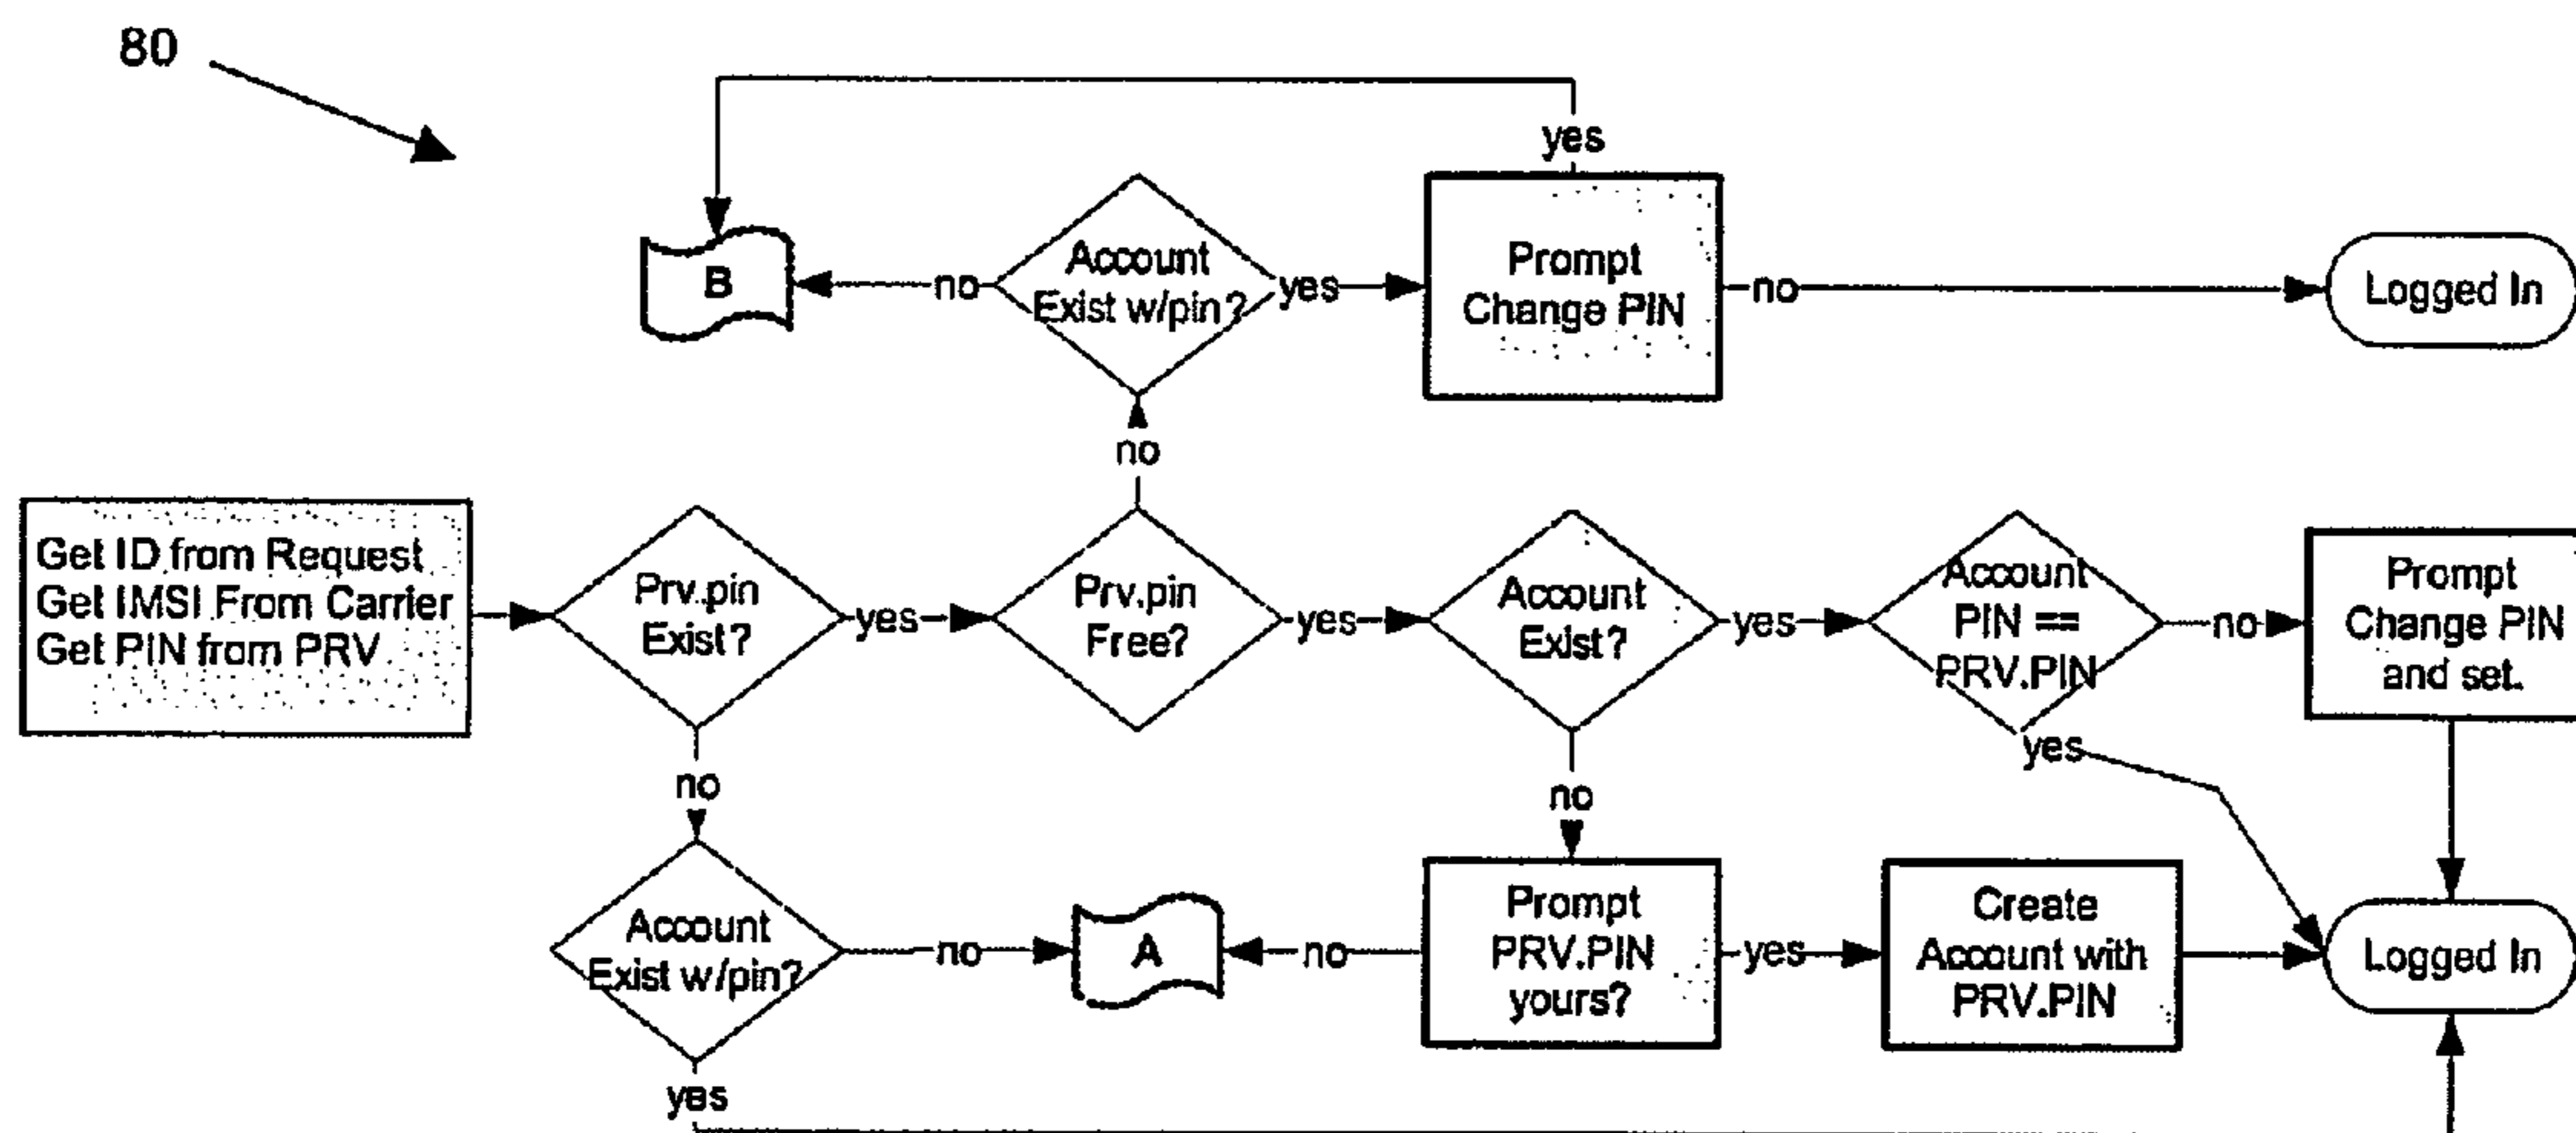 80
yes
B
no
Account
Exist w/pin?
yes
Prompt
Change PIN
no
Logged In
no
Get ID from Request
Get IMSI From Carrier
Get PIN from PRV
Prv.pin
Exist?
yes
Prv.pin
Free?
yes
Account
Exist?
yes
Account
PIN ==
PRV.PIN
no
Prompt
Change PIN
and set.
yes
no
no
Account
Exist w/pin?
no
A
no
Prompt
PRV.PIN
yours?
yes
Create
Account with
PRV.PIN
Logged In
yes